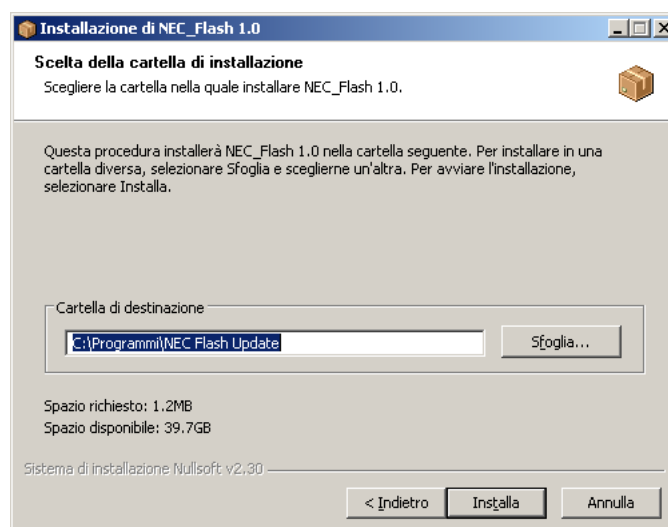 Installazione di NEC_Flash 1.0
Scelta della cartella di installazione
Scegliere la cartella nella quale installare NEC_Flash 1.0.
Questa procedura installerà NEC_Flash 1.0 nella cartella seguente. Per installare in una
cartella diversa, selezionare Sfoglia e sceglierne un'altra. Per avviare l'installazione,
selezionare Installa.
Cartella di destinazione
C:\Programmi\NEC Flash Update
Sfoglia...
Spazio richiesto: 1.2MB
Spazio disponibile: 39.7GB
Sistema di installazione Nullsoft v2.30
< Indietro
Installa
Annulla